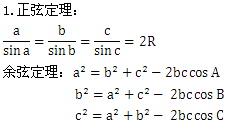 1.正弦定理：
a/sin a = b/sin b = c/sin c = 2R
余弦定理：a² = b² + c² − 2bc cos A
b² = a² + c² − 2bc cos B
c² = a² + b² − 2bc cos C